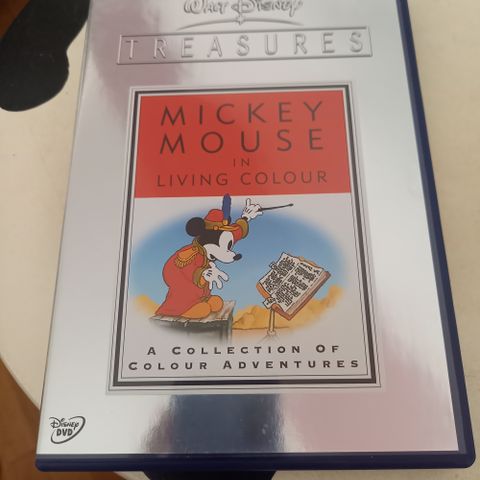 WALT DISNEY
TREASURES
MICKEY
MOUSE
IN
LIVING COLOUR
A COLLECTION OF
COLOUR ADVENTURES
DISNEY
DVD